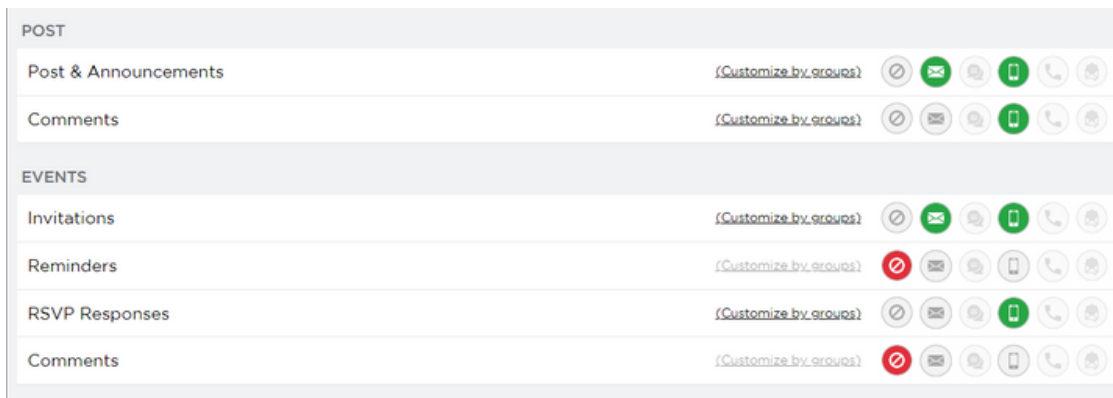 POST
Post & Announcements (Customize by groups)
Comments (Customize by groups)
EVENTS
Invitations (Customize by groups)
Reminders (Customize by groups)
RSVP Responses (Customize by groups)
Comments (Customize by groups)